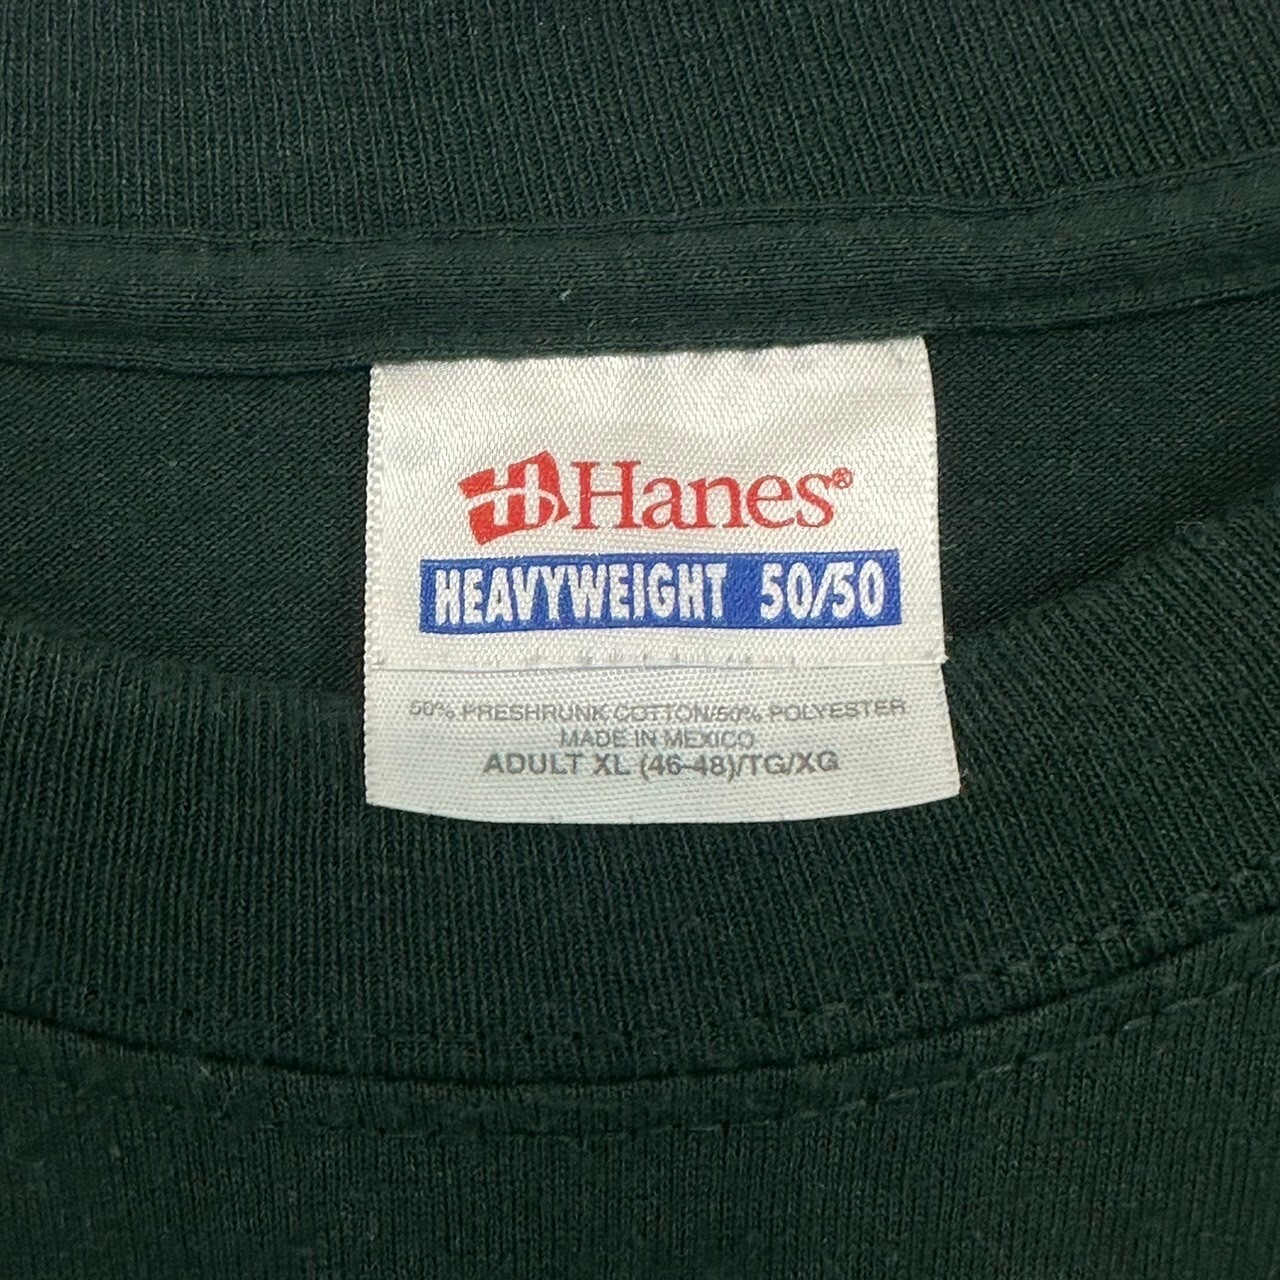 Hanes®
HEAVYWEIGHT 50/50
50% PRESHRUNK COTTON/50% POLYESTER
MADE IN MEXICO
ADULT XL (46-48)/TG/XG